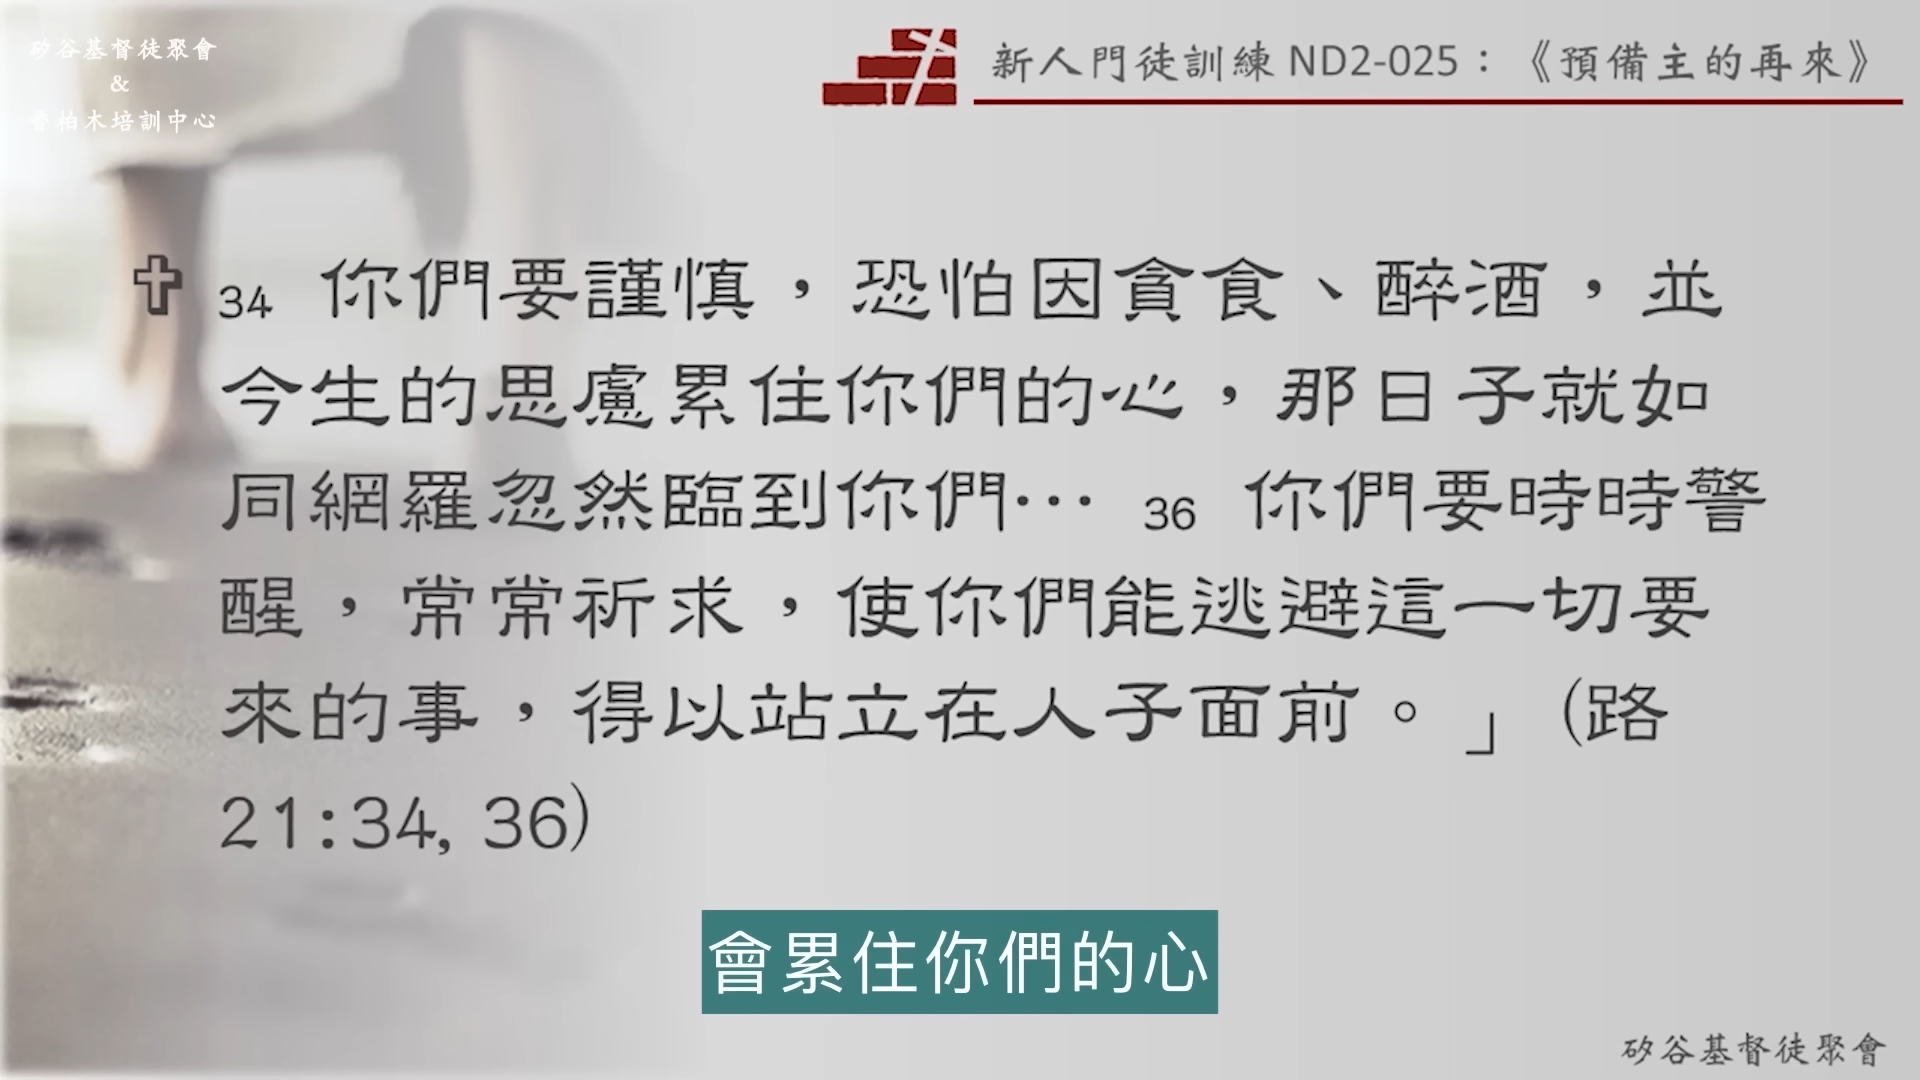 矽谷基督徒聚會
&
柏木培訓中心
新人門徒訓練 ND2-025：《預備主的再來》
34 你們要謹慎，恐怕因貪食、醉酒，並
今生的思慮累住你們的心，那日子就如
同網羅忽然臨到你們… 36 你們要時時警
醒，常常祈求，使你們能逃避這一切要
來的事，得以站立在人子面前。」(路
21:34, 36)
會累住你們的心
矽谷基督徒聚會